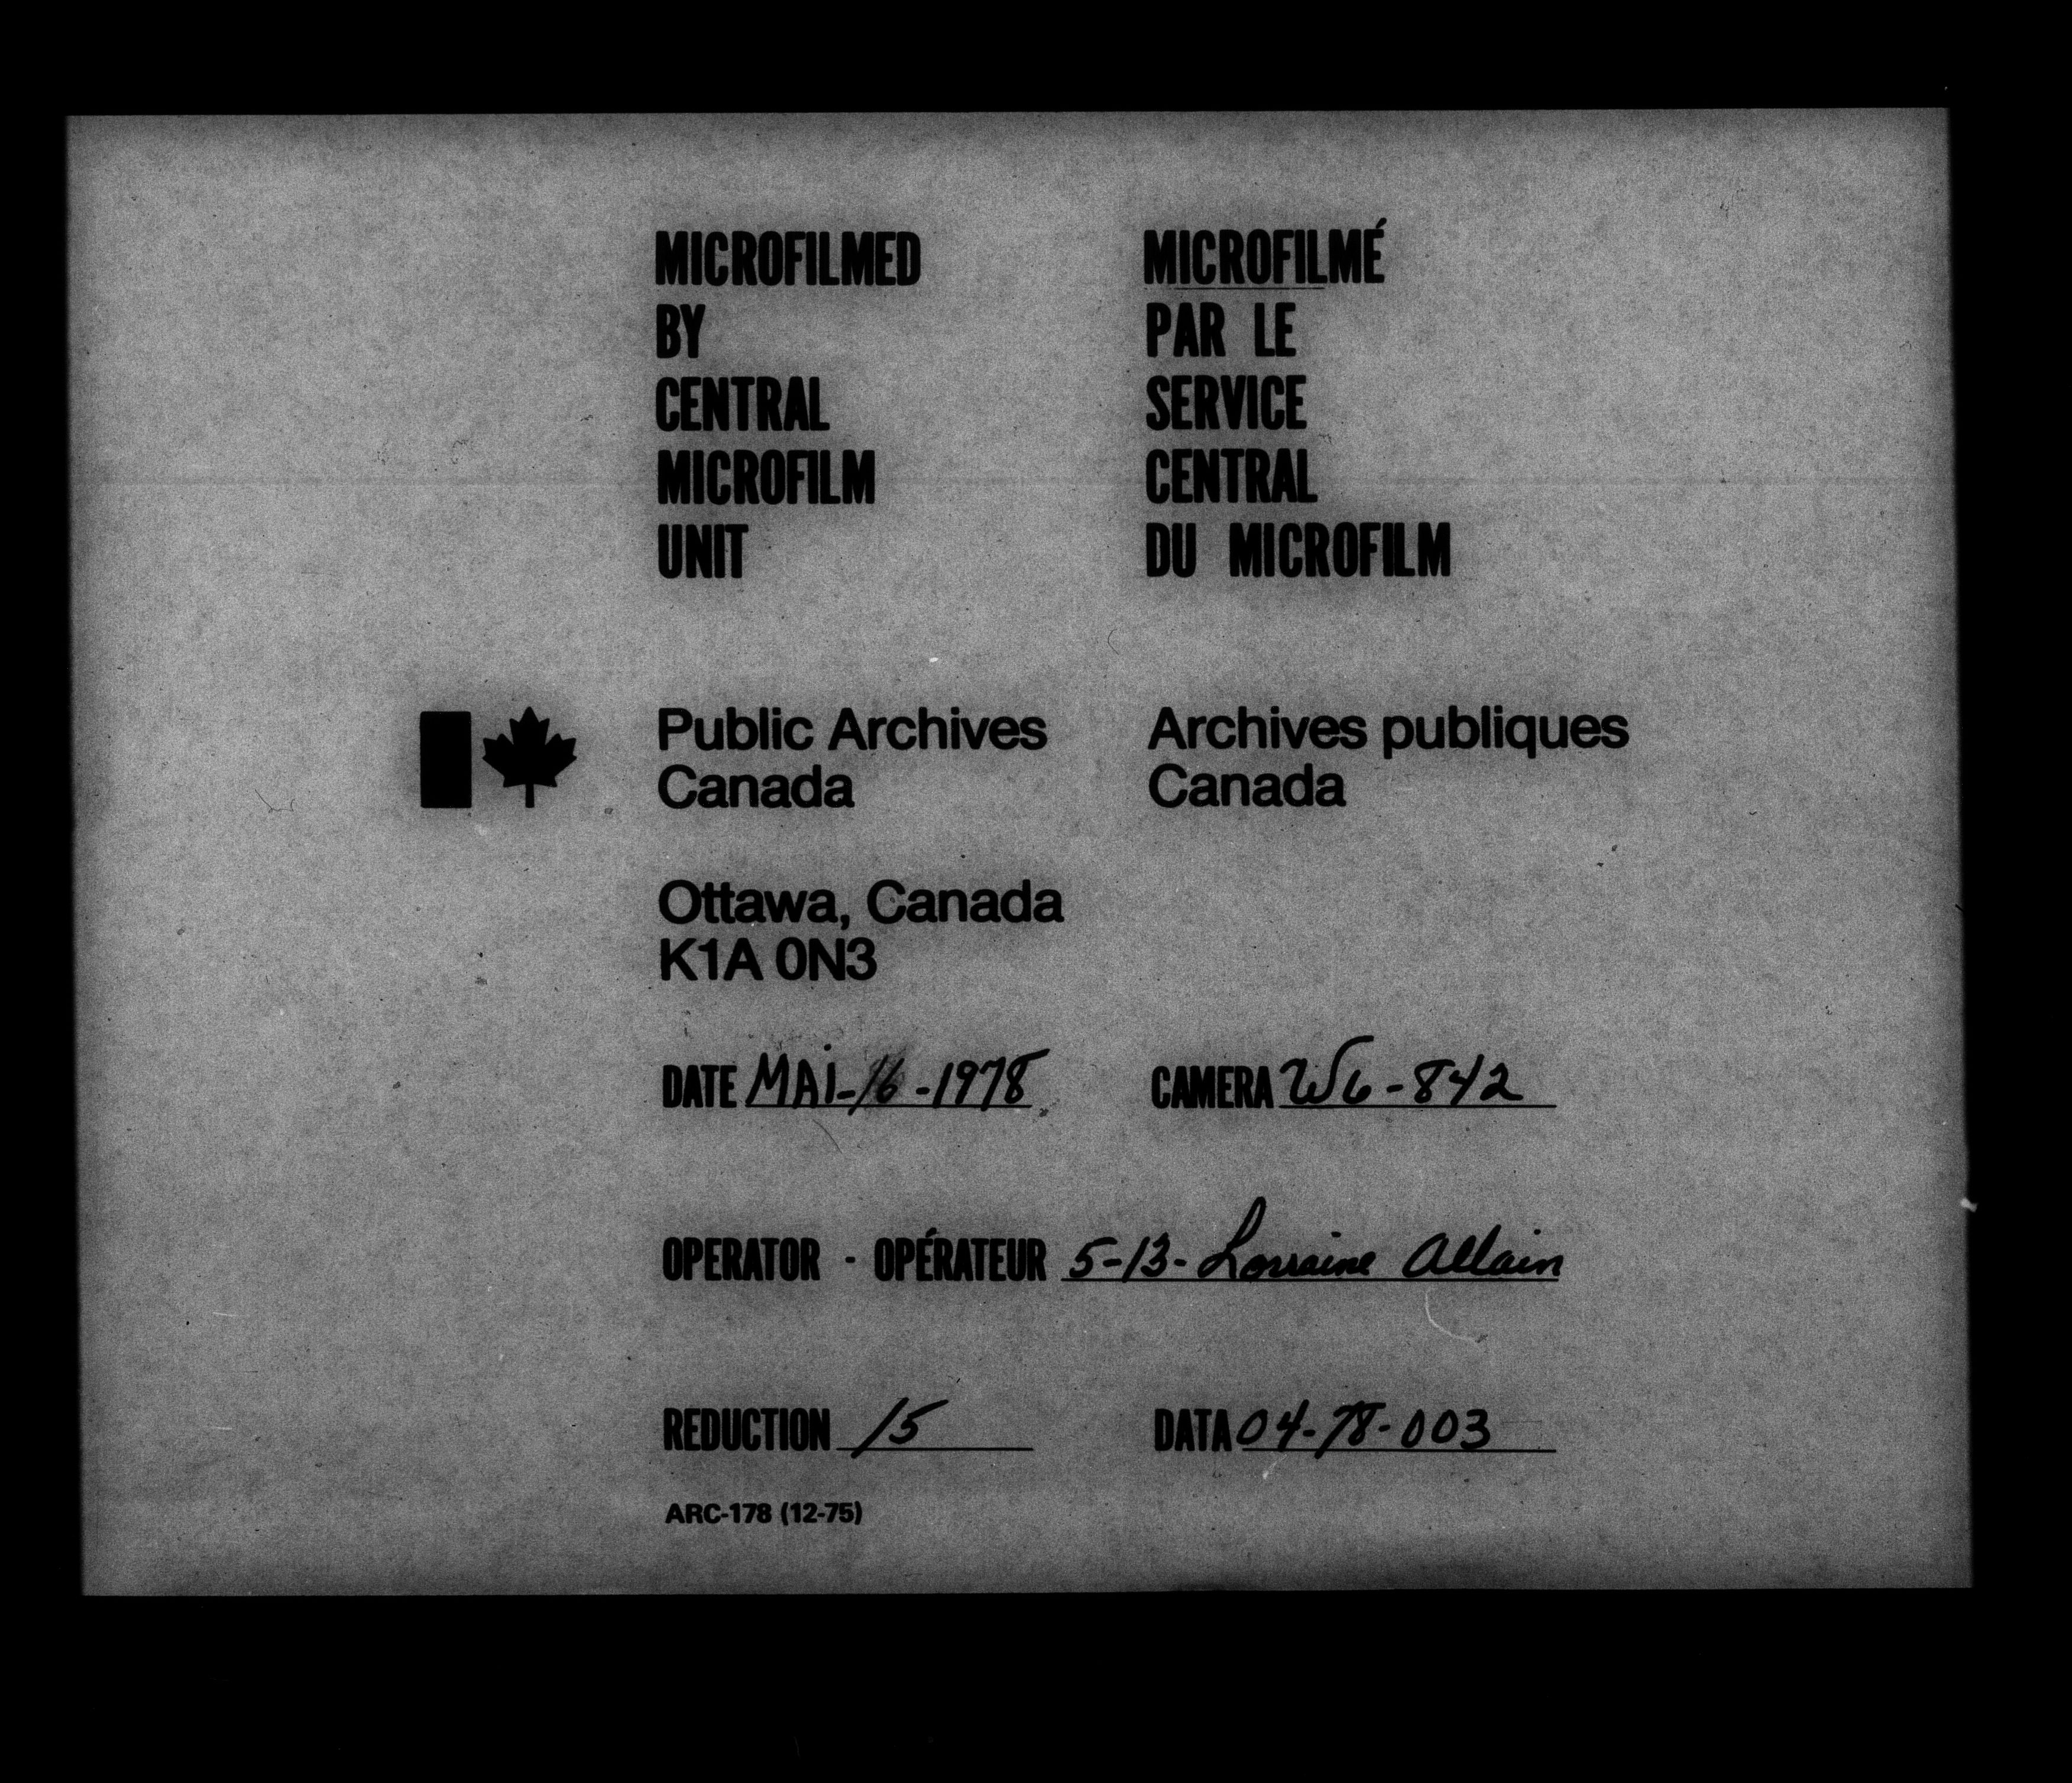 MICROFILMED
BY
CENTRAL
MICROFILM
UNIT
MICROFILMÉ
PAR LE
SERVICE
CENTRAL
DU MICROFILM
Public Archives
Canada
Archives publiques
Canada
Ottawa, Canada
K1A 0N3
DATE MAi-16-1978
CAMERA W6-842
OPERATOR - OPÉRATEUR 5-13- Lorraine Allain
REDUCTION 15
DATA 04-78-003
ARC-178 (12-75)